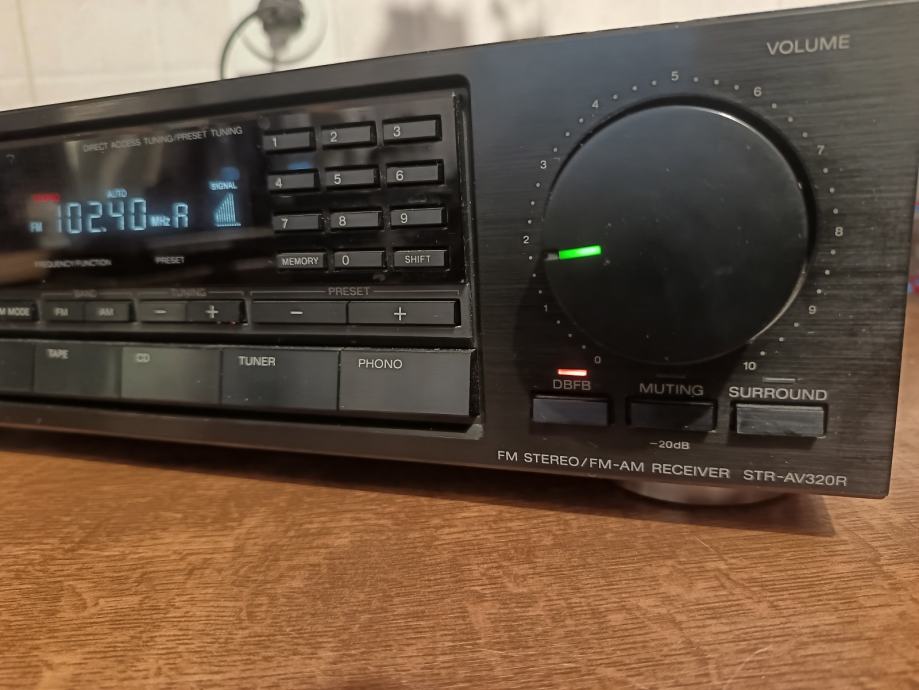 VOLUME
DIRECT ACCESS TUNING/PRESET TUNING
AUTO
SIGNAL
FM 102.40 MHz A
FREQUENCY/FUNCTION
PRESET
1 2 3
4 5 6
7 8 9
MEMORY 0 SHIFT
BAND
TUNING
PRESET
M MODE FM AM − + − +
TAPE CD TUNER PHONO
0 1 2 3 4 5 6 7 8 9 10
DBFB MUTING SURROUND
−20dB
FM STEREO/FM-AM RECEIVER STR-AV320R